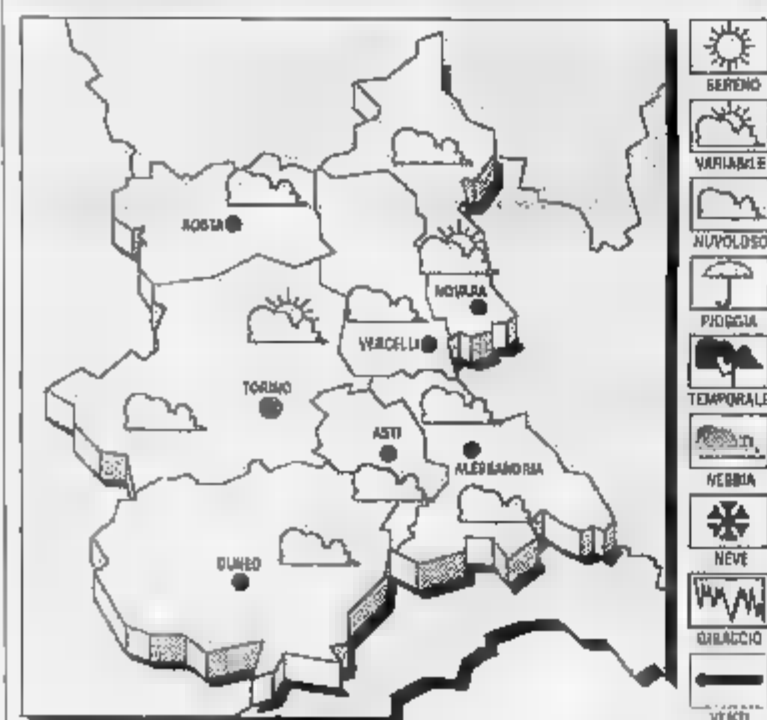 AOSTA
NOVARA
VERCELLI
TORINO
ASTI
ALESSANDRIA
CUNEO
SERENO
VARIABILE
NUVOLOSO
PIOGGIA
TEMPORALE
NEBBIA
NEVE
GHIACCIO
VENTI